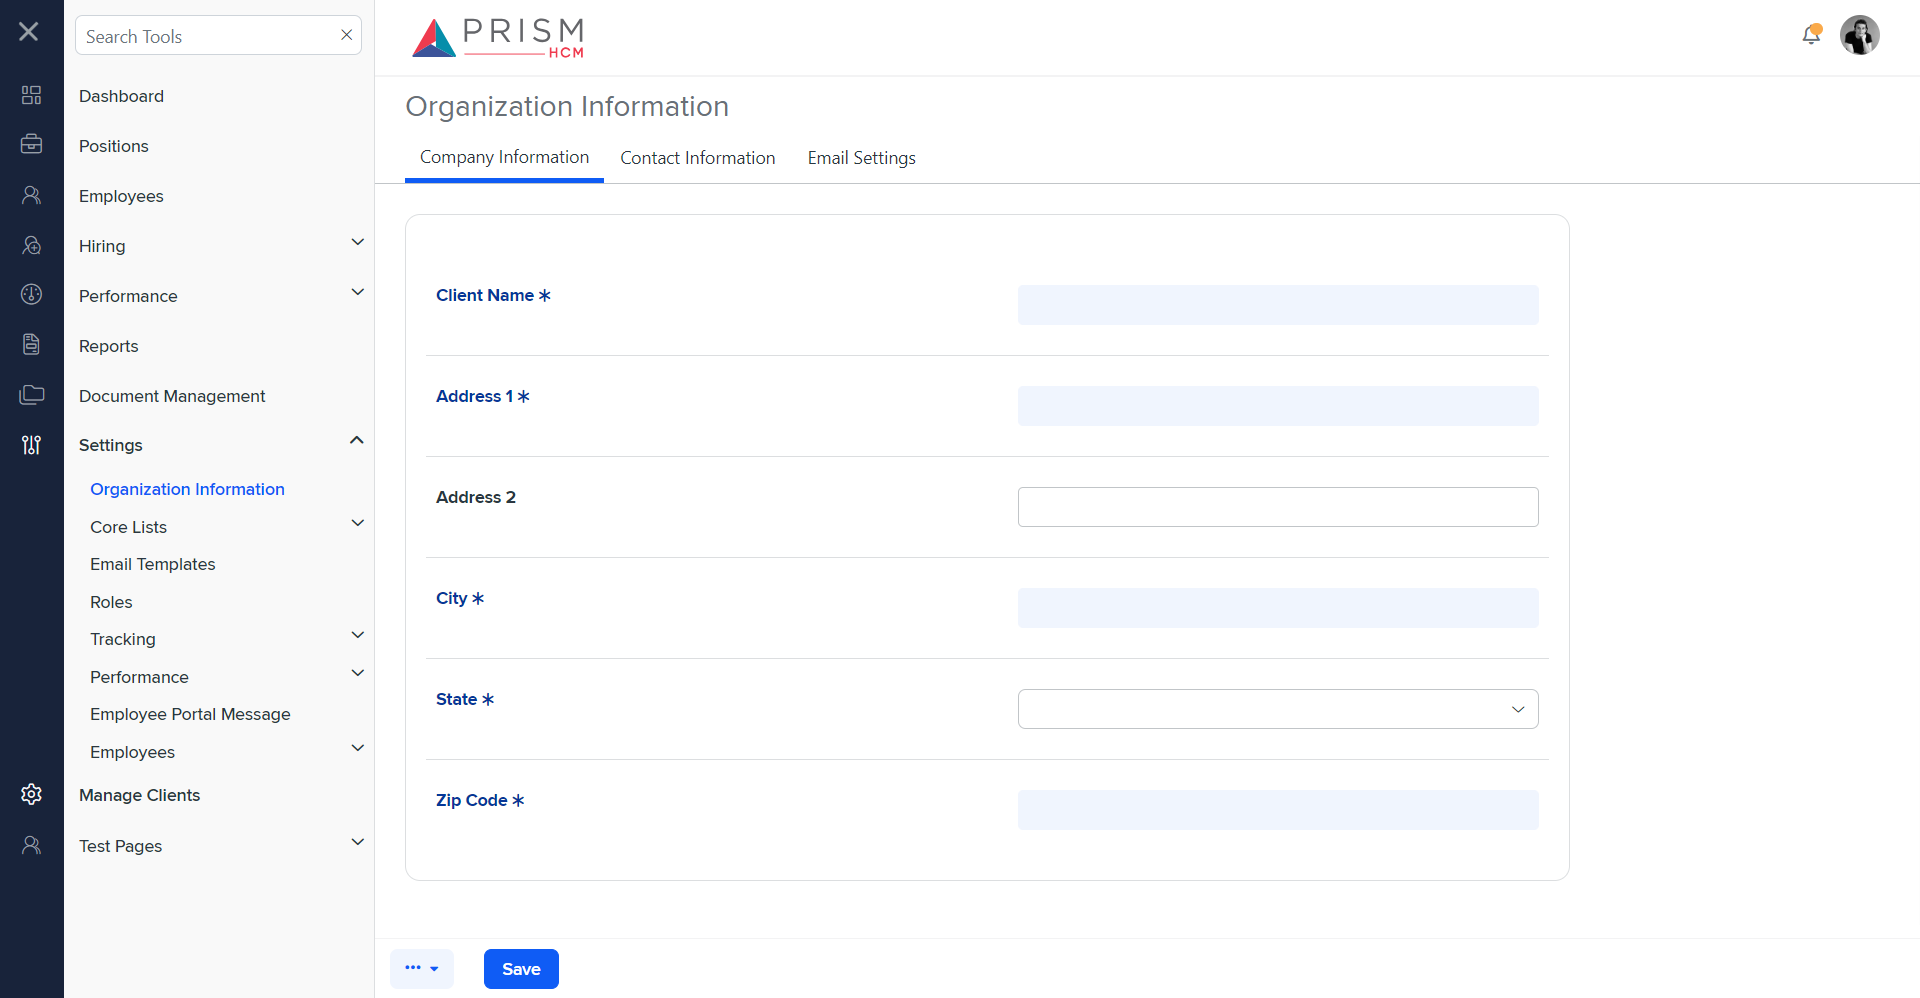 Search Tools
Dashboard
Positions
Employees
Hiring
Performance
Reports
Document Management
Settings
Organization Information
Core Lists
Email Templates
Roles
Tracking
Performance
Employee Portal Message
Employees
Manage Clients
Test Pages
PRISM
HCM
Organization Information
Company Information
Contact Information
Email Settings
Client Name *
Address 1 *
Address 2
City *
State *
Zip Code *
Save